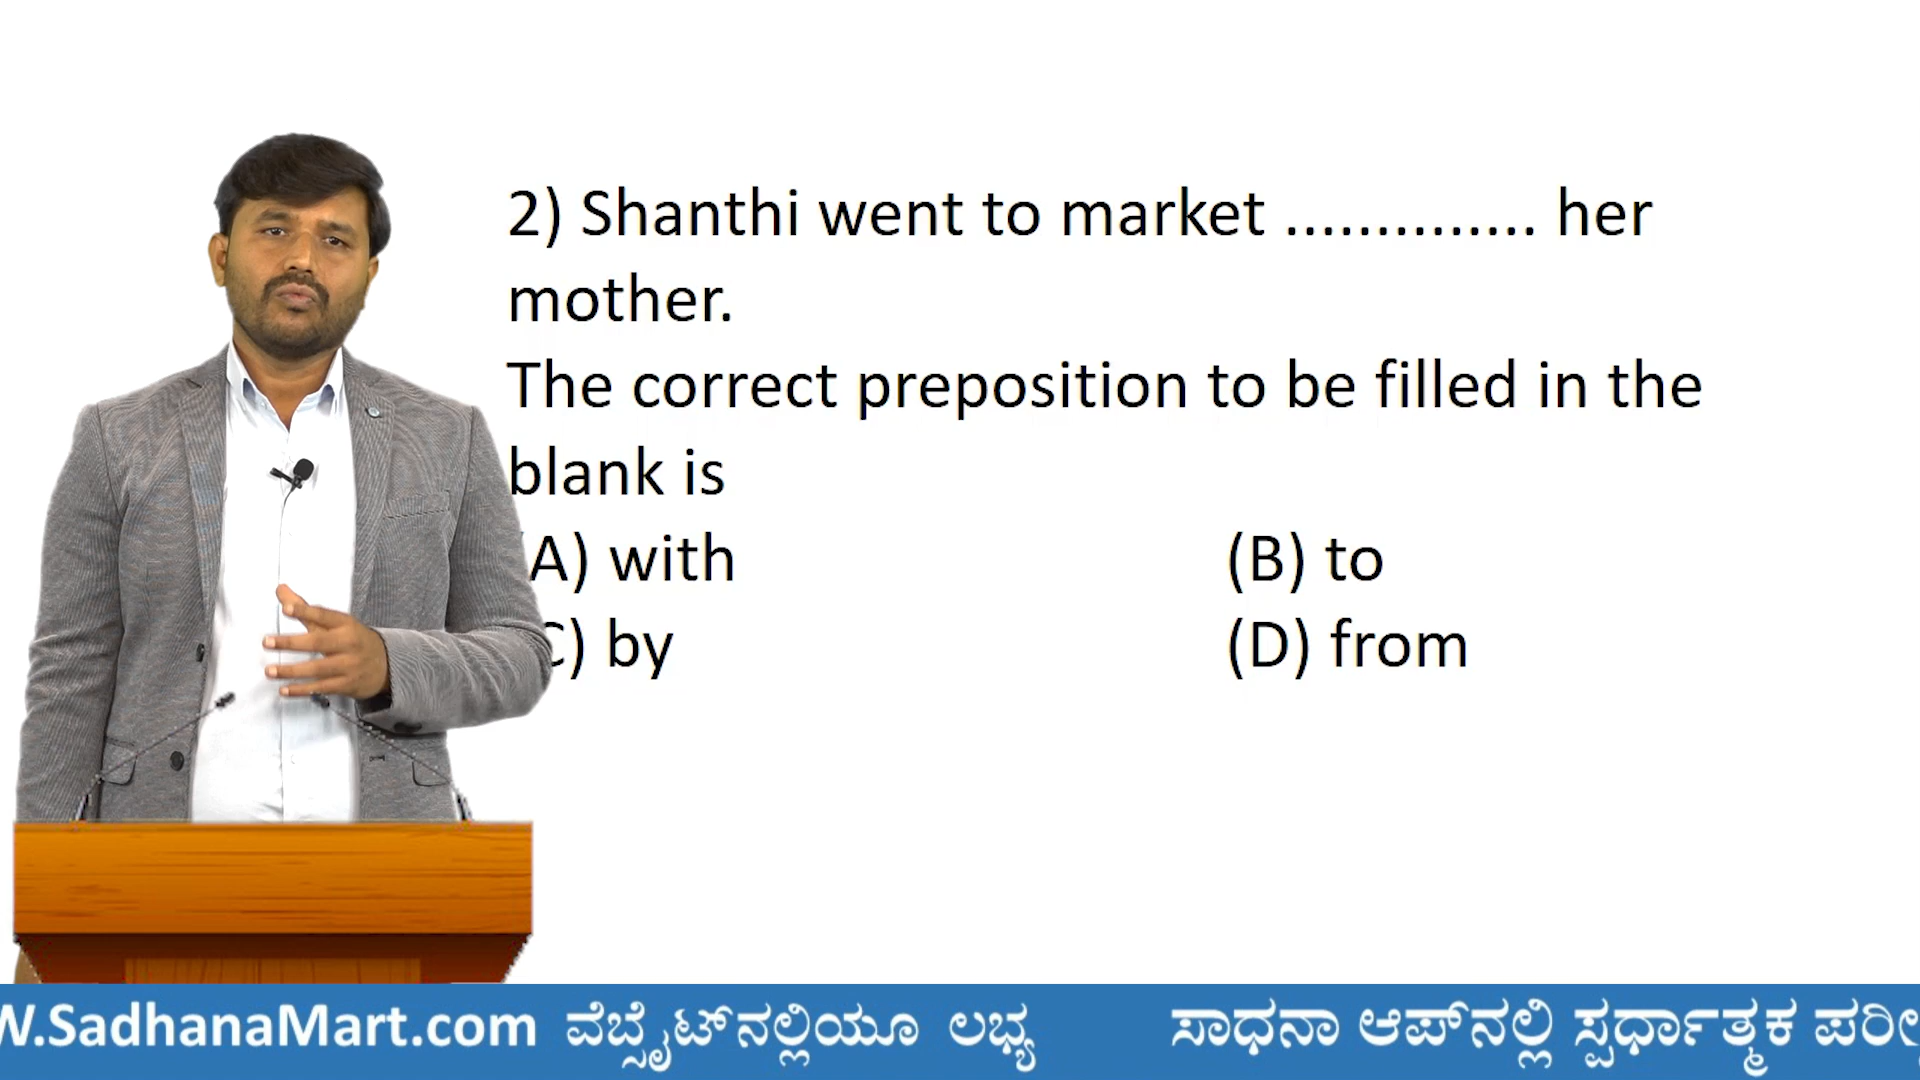 2) Shanthi went to market .............. her
mother.
The correct preposition to be filled in the
blank is
A) with (B) to
C) by (D) from
W.SadhanaMart.com ವೆಬ್ಸೈಟ್‌ನಲ್ಲಿಯೂ ಲಭ್ಯ ಸಾಧನಾ ಆಪ್‌ನಲ್ಲಿ ಸ್ಪರ್ಧಾತ್ಮಕ